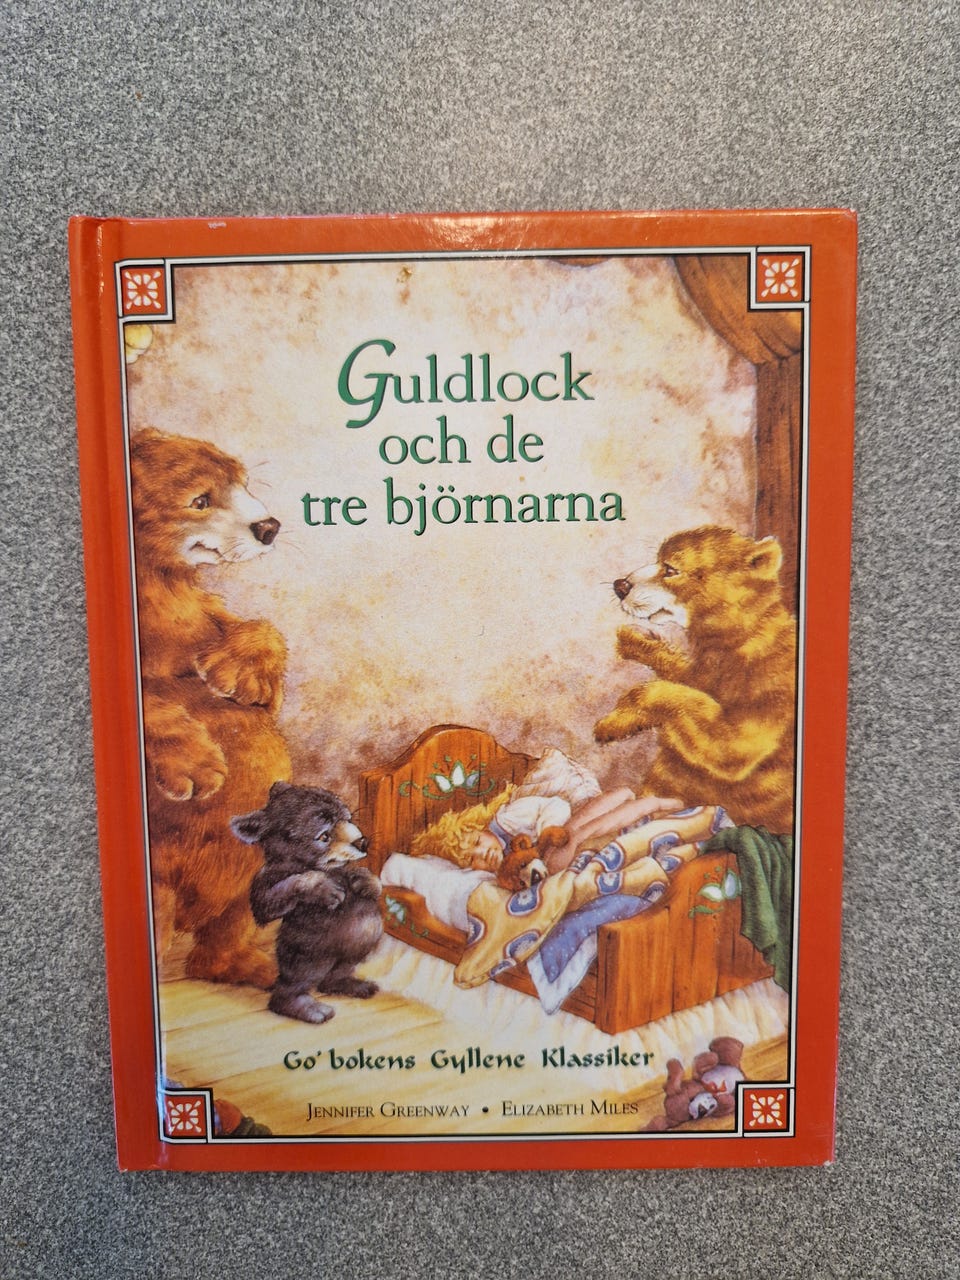 Guldlock
och de
tre björnarna
Go' bokens Gyllene Klassiker
Jennifer Greenway • Elizabeth Miles